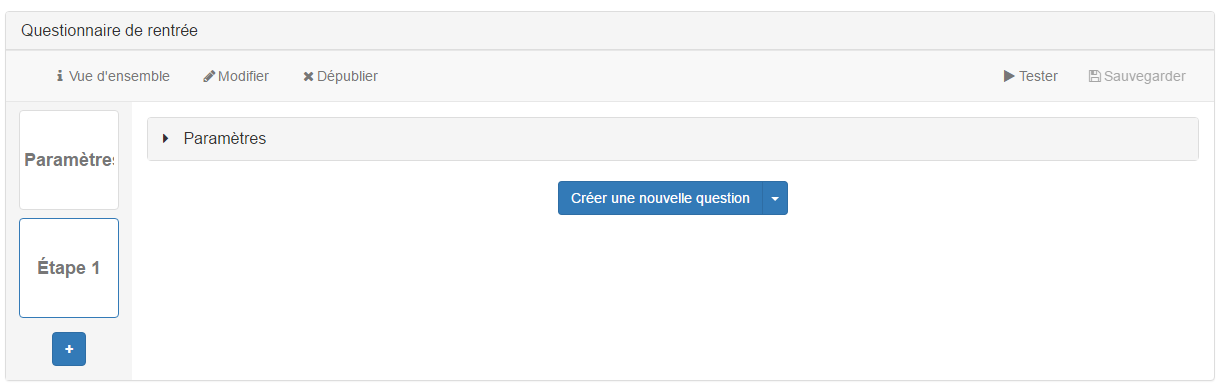 Questionnaire de rentrée
Vue d'ensemble Modifier Dépublier Tester Sauvegarder
Paramètres
Paramètres
Créer une nouvelle question
Étape 1
+